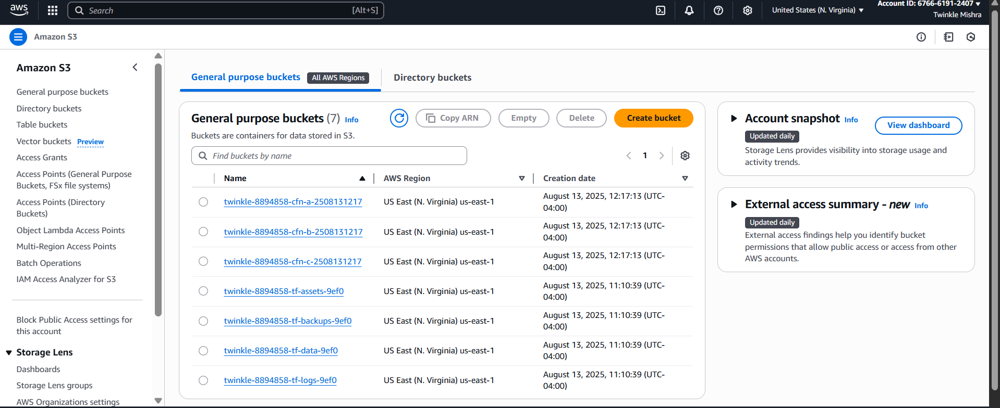 aws
Search
[Alt+S]
United States (N. Virginia)
Account ID: 6766-6191-2407
Twinkle Mishra
Amazon S3
Amazon S3
General purpose buckets
Directory buckets
Table buckets
Vector buckets Preview
Access Grants
Access Points (General Purpose
Buckets, FSx file systems)
Access Points (Directory
Buckets)
Object Lambda Access Points
Multi-Region Access Points
Batch Operations
IAM Access Analyzer for S3
Block Public Access settings for
this account
Storage Lens
Dashboards
Storage Lens groups
AWS Organizations settings
General purpose buckets All AWS Regions
Directory buckets
General purpose buckets (7) Info
Copy ARN
Empty
Delete
Create bucket
Buckets are containers for data stored in S3.
Find buckets by name
1
Name AWS Region Creation date
twinkle-8894858-cfn-a-2508131217 US East (N. Virginia) us-east-1 August 13, 2025, 12:17:13 (UTC-
04:00)
twinkle-8894858-cfn-b-2508131217 US East (N. Virginia) us-east-1 August 13, 2025, 12:17:13 (UTC-
04:00)
twinkle-8894858-cfn-c-2508131217 US East (N. Virginia) us-east-1 August 13, 2025, 12:17:13 (UTC-
04:00)
twinkle-8894858-tf-assets-9ef0 US East (N. Virginia) us-east-1 August 13, 2025, 11:10:39 (UTC-
04:00)
twinkle-8894858-tf-backups-9ef0 US East (N. Virginia) us-east-1 August 13, 2025, 11:10:39 (UTC-
04:00)
twinkle-8894858-tf-data-9ef0 US East (N. Virginia) us-east-1 August 13, 2025, 11:10:39 (UTC-
04:00)
twinkle-8894858-tf-logs-9ef0 US East (N. Virginia) us-east-1 August 13, 2025, 11:10:39 (UTC-
04:00)
Account snapshot Info
View dashboard
Updated daily
Storage Lens provides visibility into storage usage and
activity trends.
External access summary - new Info
Updated daily
External access findings help you identify bucket
permissions that allow public access or access from other
AWS accounts.